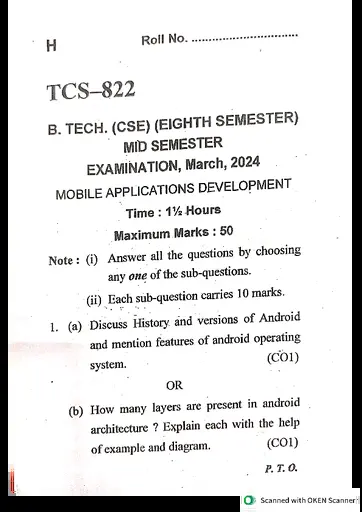 H
Roll No. ..............................
TCS–822
B. TECH. (CSE) (EIGHTH SEMESTER)
MID SEMESTER
EXAMINATION, March, 2024
MOBILE APPLICATIONS DEVELOPMENT
Time : 1½ Hours
Maximum Marks : 50
Note : (i) Answer all the questions by choosing
any one of the sub-questions.
(ii) Each sub-question carries 10 marks.
1. (a) Discuss History and versions of Android
and mention features of android operating
system. (CO1)
OR
(b) How many layers are present in android
architecture ? Explain each with the help
of example and diagram. (CO1)
P. T. O.
Scanned with OKEN Scanner